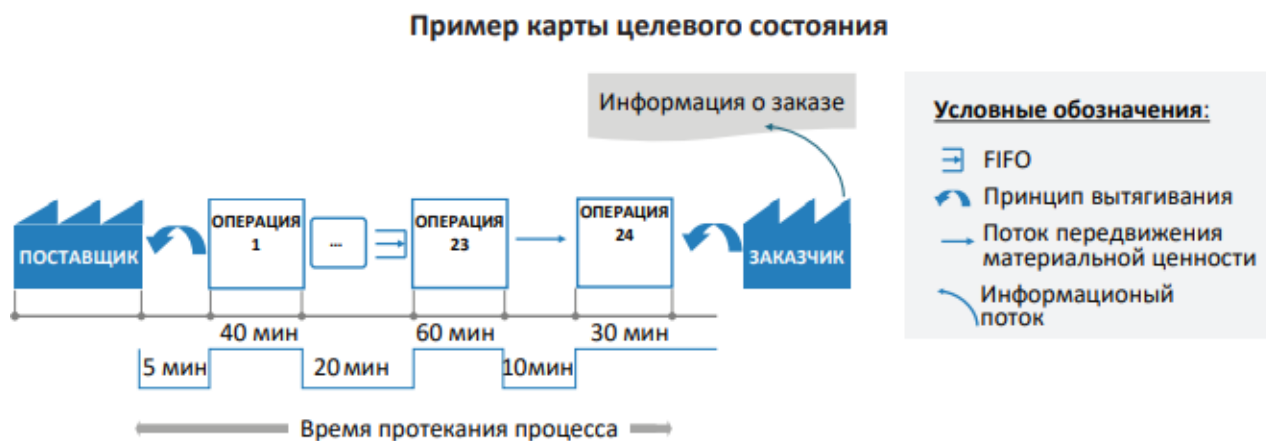 Пример карты целевого состояния
Информация о заказе
ПОСТАВЩИК
ОПЕРАЦИЯ
1
...
ОПЕРАЦИЯ
23
ОПЕРАЦИЯ
24
ЗАКАЗЧИК
40 мин
60 мин
30 мин
5 мин
20 мин
10мин
Время протекания процесса
Условные обозначения:
FIFO
Принцип вытягивания
Поток передвижения
материальной ценности
Информационый
поток